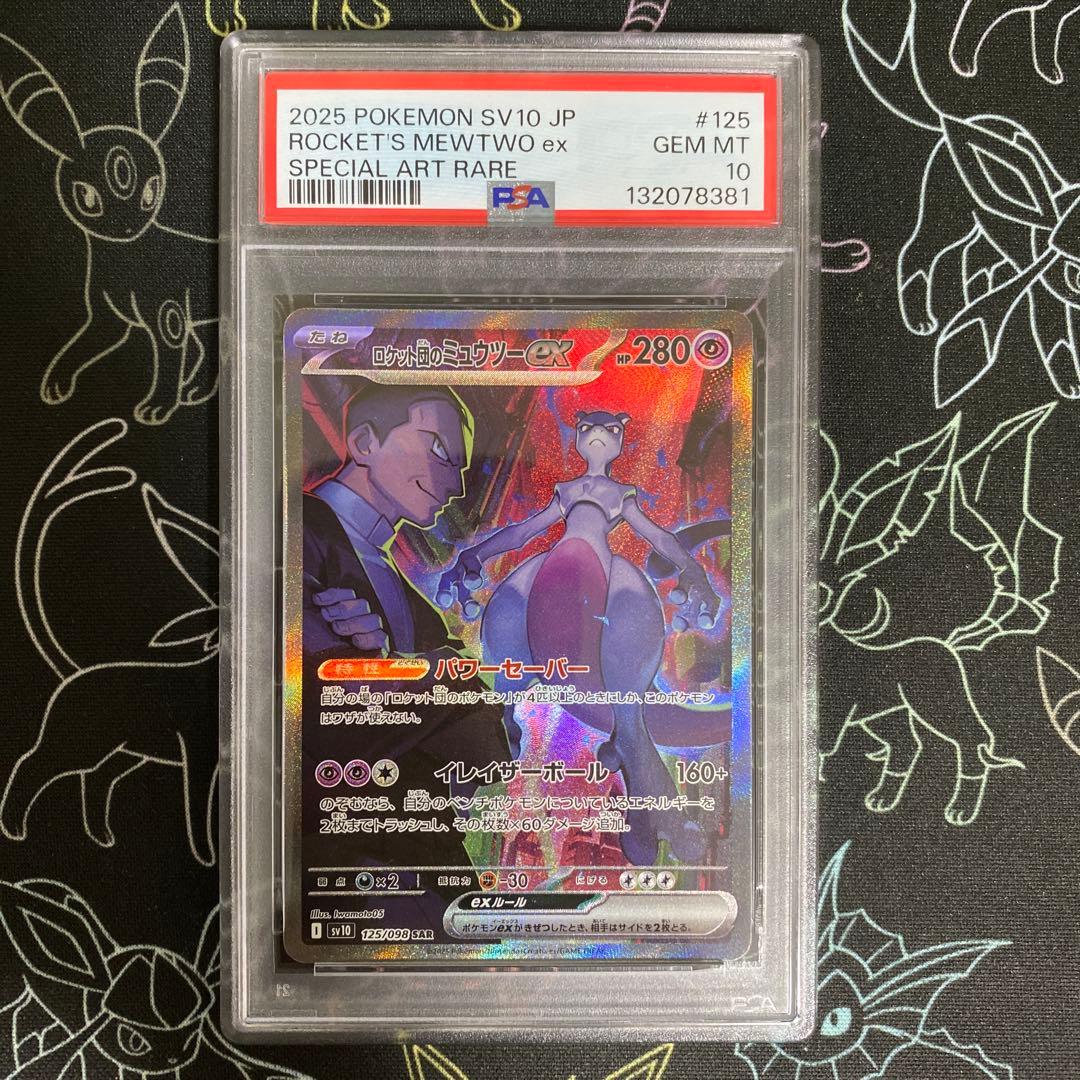 2025 POKEMON SV10 JP #125
ROCKET'S MEWTWO ex GEM MT
SPECIAL ART RARE 10
PSA 132078381
たね ロケット団のミュウツーex HP280
特性 パワーセーバー
自分の場の「ロケット団のポケモン」が4匹以上のときにしか、このポケモン
はワザが使えない。
イレイザーボール 160+
のぞむなら、自分のベンチポケモンについているエネルギーを
2枚までトラッシュし、その枚数×60ダメージ追加。
弱点 ×2 抵抗力 -30 にげる
exルール
ポケモンexがきぜつしたとき、相手はサイドを2枚とる。
Illus. Iwamoto05
I sv10 125/098 SAR
PSA